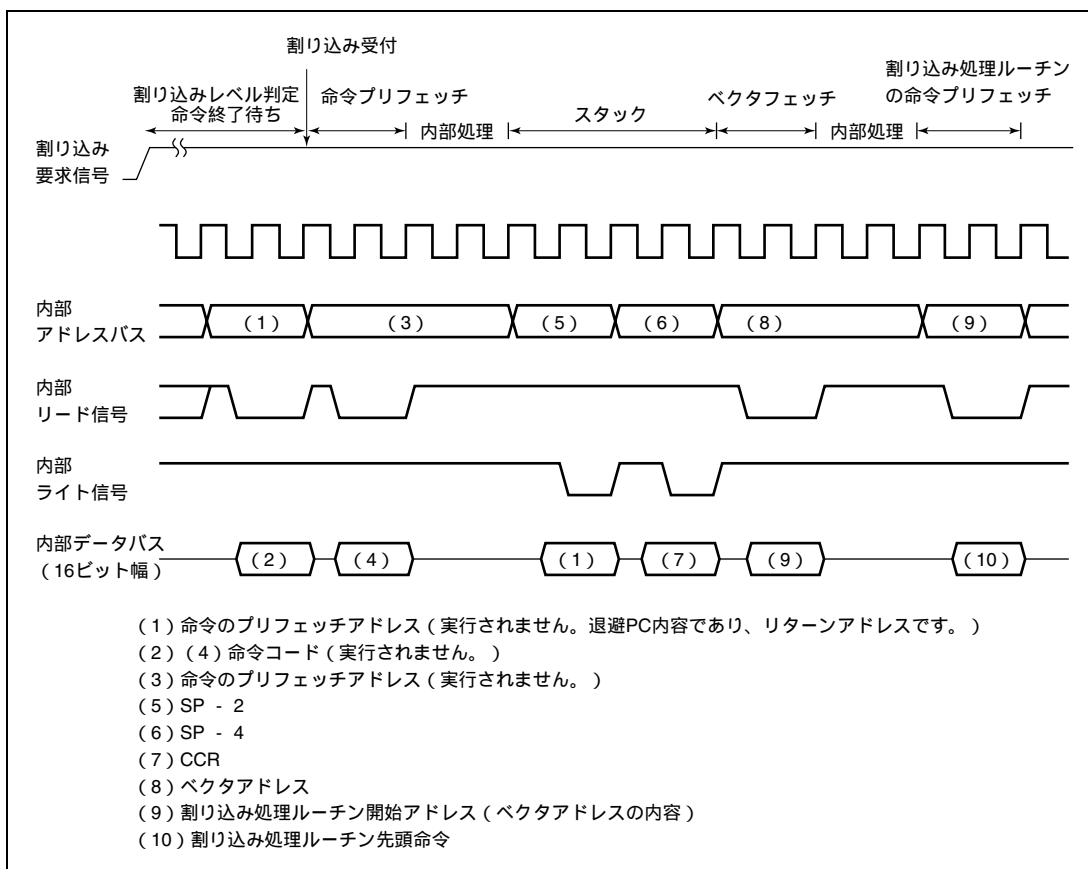 割り込み受付
割り込みレベル判定
命令終了待ち
命令プリフェッチ
内部処理
スタック
ベクタフェッチ
内部処理
割り込み処理ルーチン
の命令プリフェッチ
割り込み
要求信号
内部
アドレスバス
(1)
(3)
(5)
(6)
(8)
(9)
内部
リード信号
内部
ライト信号
内部データバス
(16ビット幅)
(2)
(4)
(1)
(7)
(9)
(10)
(1)命令のプリフェッチアドレス(実行されません。退避PC内容であり、リターンアドレスです。)
(2)(4)命令コード(実行されません。)
(3)命令のプリフェッチアドレス(実行されません。)
(5)SP - 2
(6)SP - 4
(7)CCR
(8)ベクタアドレス
(9)割り込み処理ルーチン開始アドレス(ベクタアドレスの内容)
(10)割り込み処理ルーチン先頭命令